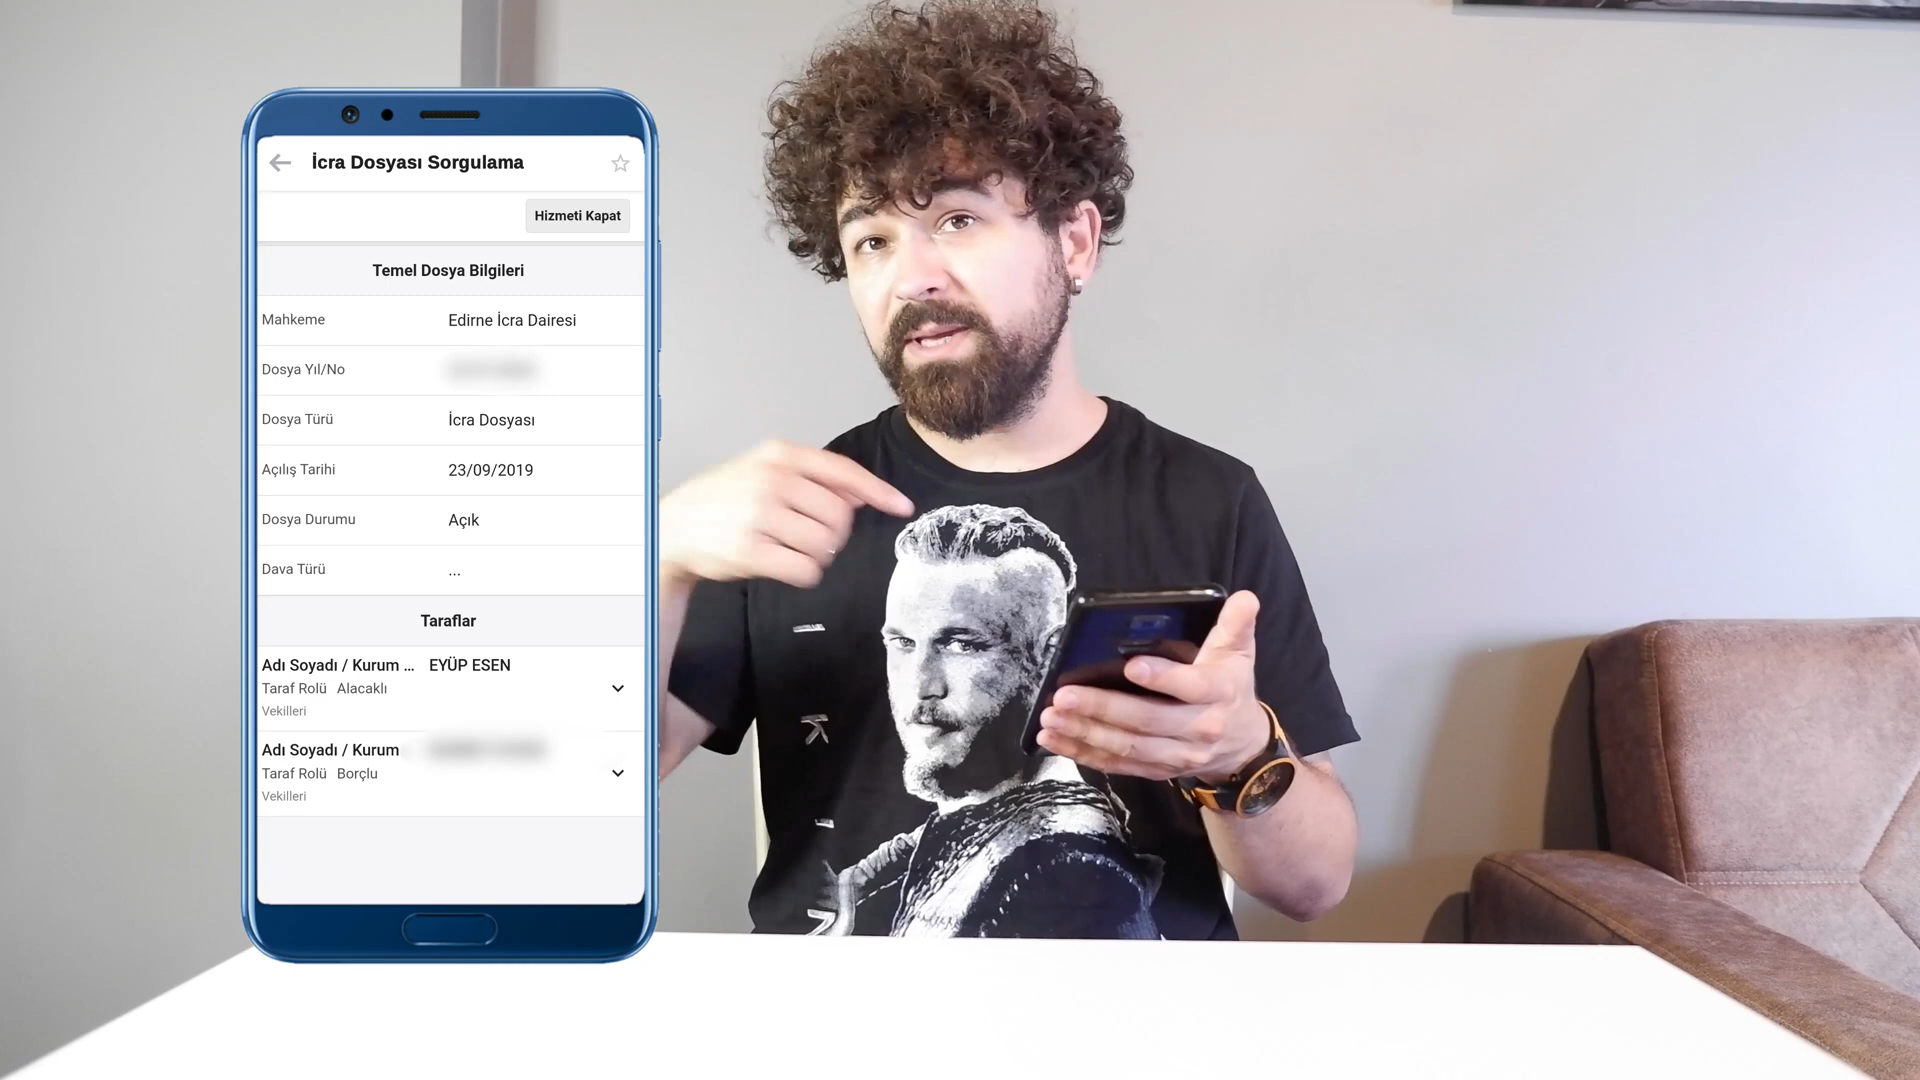 İcra Dosyası Sorgulama
Hizmeti Kapat
Temel Dosya Bilgileri
Mahkeme Edirne İcra Dairesi
Dosya Yıl/No
Dosya Türü İcra Dosyası
Açılış Tarihi 23/09/2019
Dosya Durumu Açık
Dava Türü ...
Taraflar
Adı Soyadı / Kurum ... EYÜP ESEN
Taraf Rolü Alacaklı
Vekilleri
Adı Soyadı / Kurum
Taraf Rolü Borçlu
Vekilleri